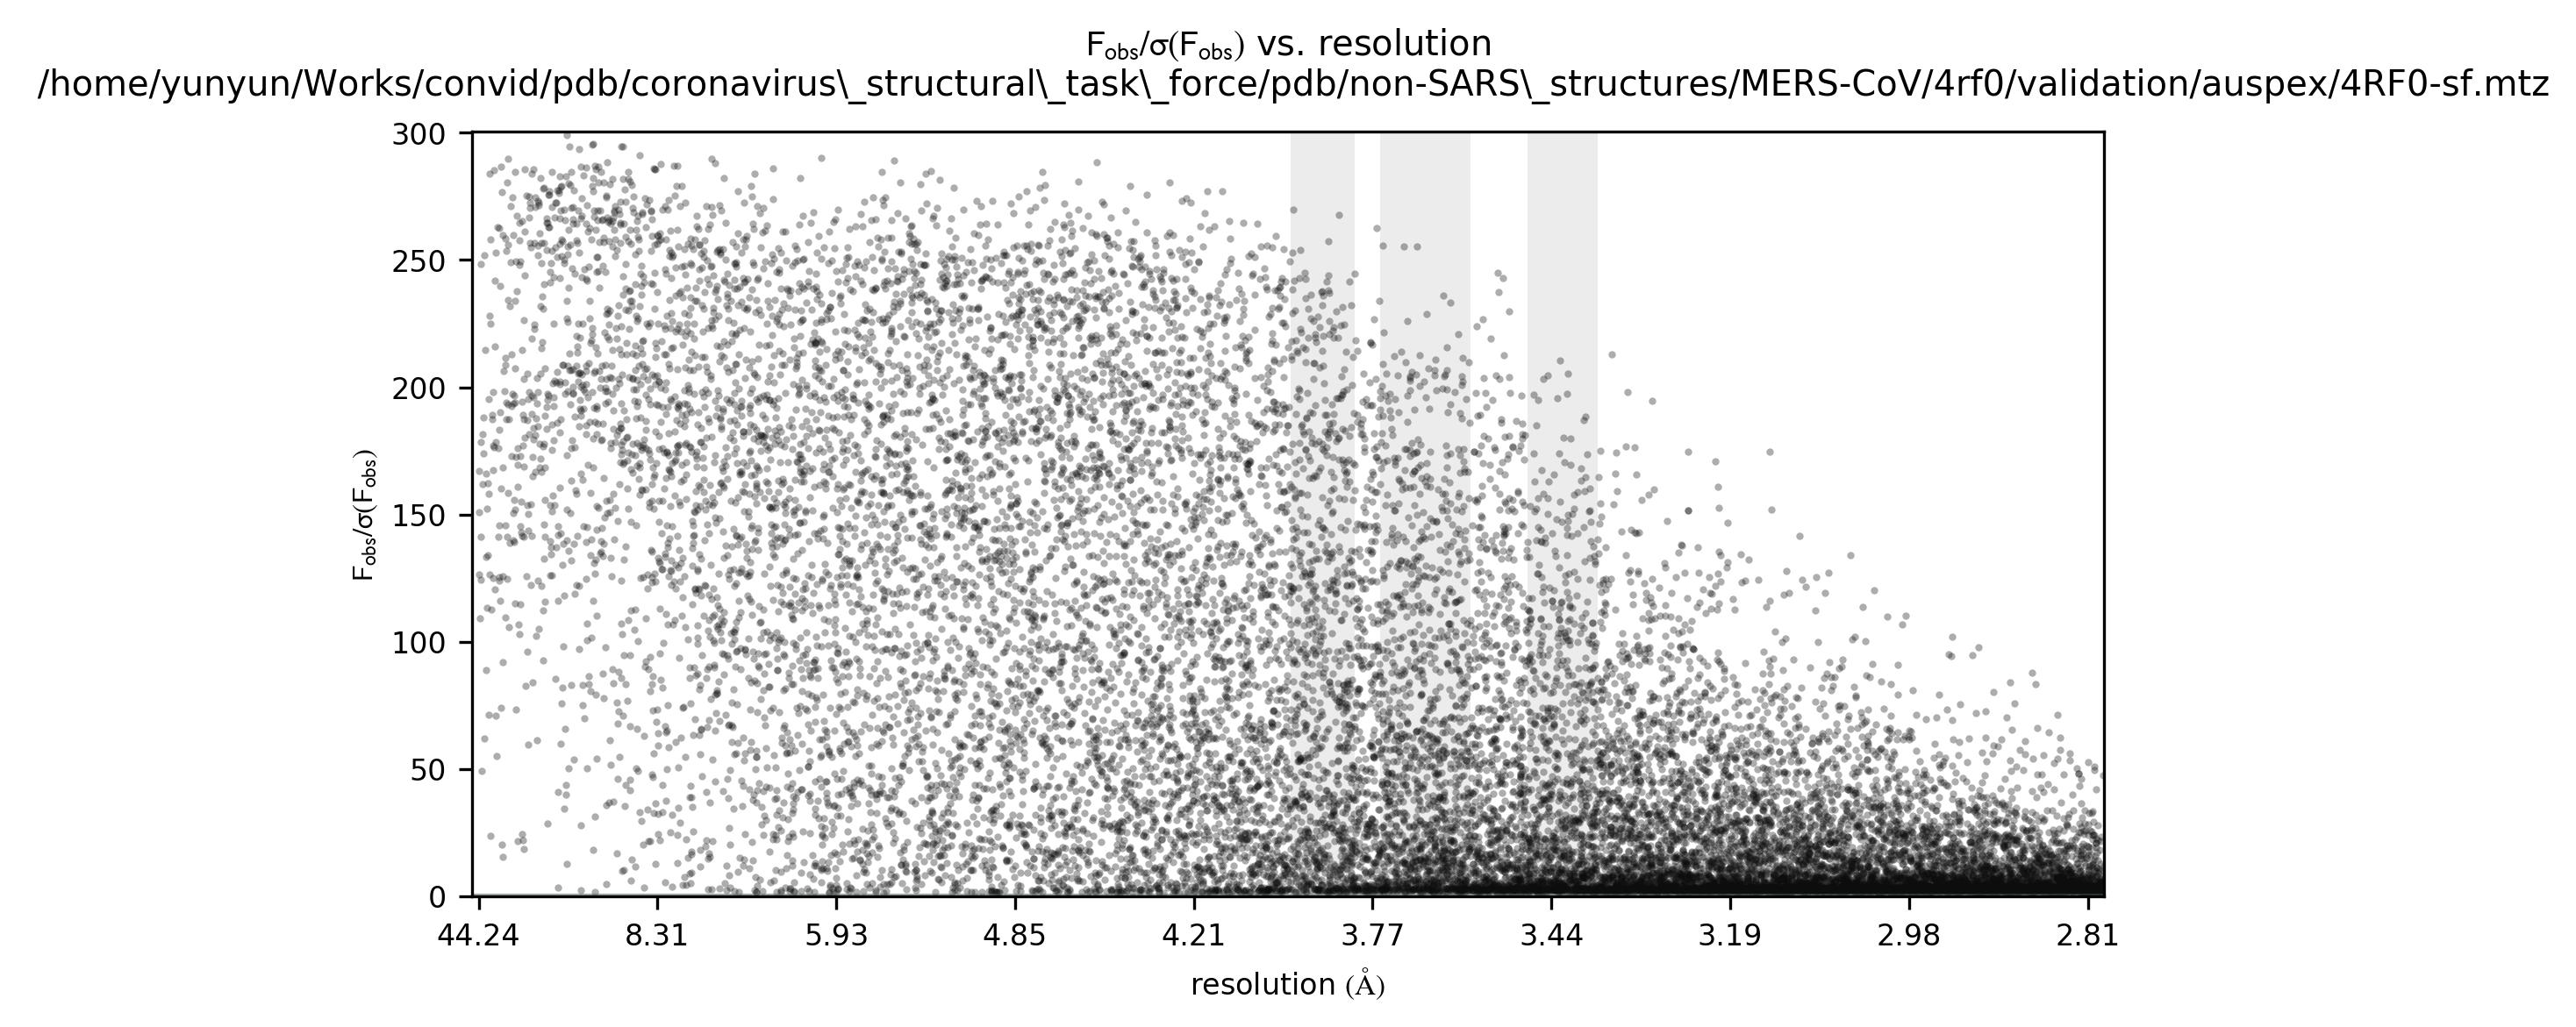 Fobs/σ(Fobs) vs. resolution
/home/yunyun/Works/convid/pdb/coronavirus\_structural\_task\_force/pdb/non-SARS\_structures/MERS-CoV/4rf0/validation/auspex/4RF0-sf.mtz
300
250
200
150
100
50
0
Fobs/σ(Fobs)
44.24 8.31 5.93 4.85 4.21 3.77 3.44 3.19 2.98 2.81
resolution (Å)